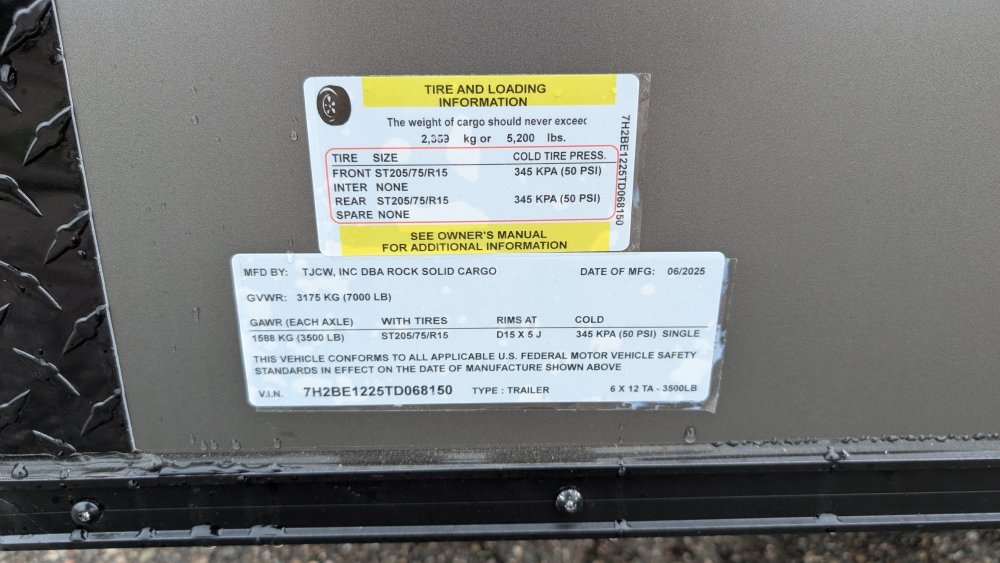 TIRE AND LOADING
INFORMATION
The weight of cargo should never exceed
2,359 kg or 5,200 lbs.
TIRE SIZE COLD TIRE PRESS.
FRONT ST205/75/R15 345 KPA (50 PSI)
INTER NONE
REAR ST205/75/R15 345 KPA (50 PSI)
SPARE NONE
SEE OWNER'S MANUAL
FOR ADDITIONAL INFORMATION
7H2BE1225TD068150
MFD BY: TJCW, INC DBA ROCK SOLID CARGO DATE OF MFG: 06/2025
GVWR: 3175 KG (7000 LB)
GAWR (EACH AXLE) WITH TIRES RIMS AT COLD
1588 KG (3500 LB) ST205/75/R15 D15 X 5 J 345 KPA (50 PSI) SINGLE
THIS VEHICLE CONFORMS TO ALL APPLICABLE U.S. FEDERAL MOTOR VEHICLE SAFETY
STANDARDS IN EFFECT ON THE DATE OF MANUFACTURE SHOWN ABOVE
V.I.N. 7H2BE1225TD068150 TYPE : TRAILER 6 X 12 TA - 3500LB